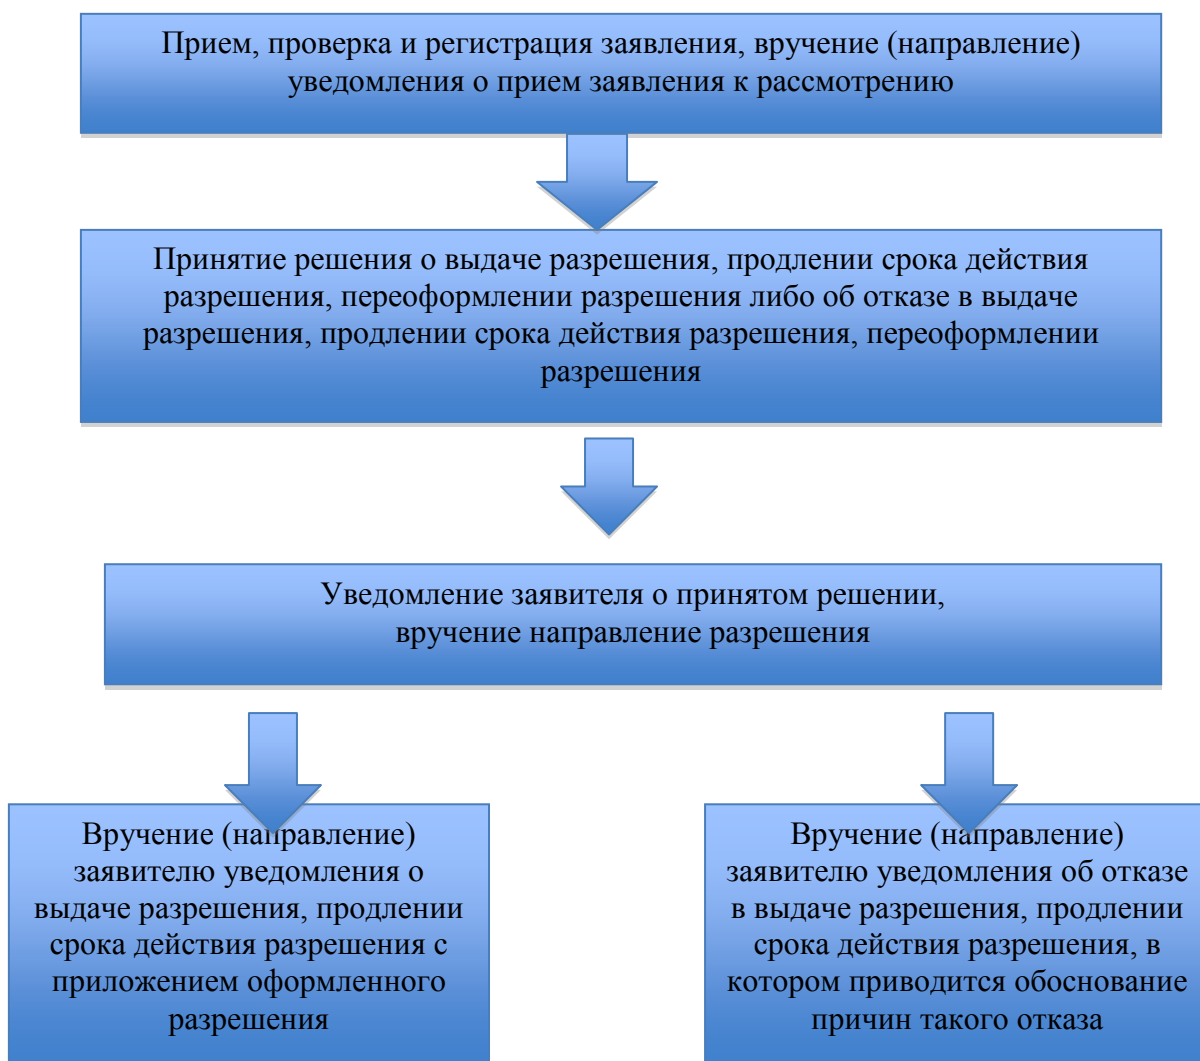 Прием, проверка и регистрация заявления, вручение (направление)
уведомления о прием заявления к рассмотрению
Принятие решения о выдаче разрешения, продлении срока действия
разрешения, переоформлении разрешения либо об отказе в выдаче
разрешения, продлении срока действия разрешения, переоформлении
разрешения
Уведомление заявителя о принятом решении,
вручение направление разрешения
Вручение (направление)
заявителю уведомления о
выдаче разрешения, продлении
срока действия разрешения с
приложением оформленного
разрешения
Вручение (направление)
заявителю уведомления об отказе
в выдаче разрешения, продлении
срока действия разрешения, в
котором приводится обоснование
причин такого отказа